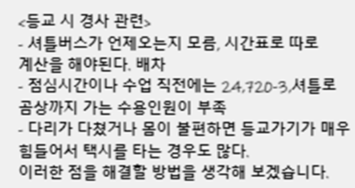 <등교 시 경사 관련>
- 셔틀버스가 언제오는지 모름, 시간표로 따로
계산을 해야된다. 배차
- 점심시간이나 수업 직전에는 24,720-3,셔틀로
곰상까지 가는 수용인원이 부족
- 다리가 다쳤거나 몸이 불편하면 등교가기가 매우
힘들어서 택시를 타는 경우도 많다.
이러한 점을 해결할 방법을 생각해 보겠습니다.